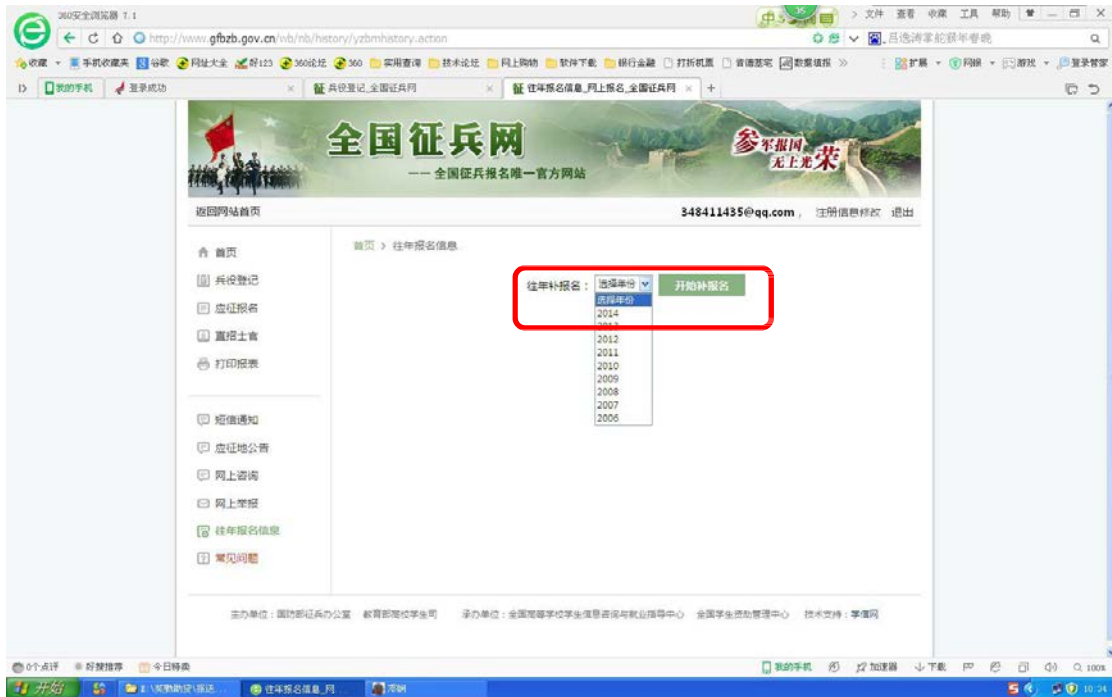 360安全浏览器 7.1
文件 查看 收藏 工具 帮助
http://www.gfbzb.gov.cn/wb/nb/history/yzbmhistory.action
收藏 手机收藏夹 谷歌 网址大全 好123 360论坛 360 实用查询 技术论坛 网上购物 软件下载 银行金融 打折机票 数据填报 扩展 网银 游戏 登录管家
我的手机 登录成功 兵役登记_全国征兵网 往年报名信息_网上报名_全国征兵网
全国征兵网
—— 全国征兵报名唯一官方网站
参军报国
无上光荣
返回网站首页 348411435@qq.com, 注册信息修改 退出
首页 > 往年报名信息
首页
兵役登记
应征报名
直招士官
打印报表
短信通知
应征地公告
网上咨询
网上举报
往年报名信息
常见问题
往年补报名: 选择年份 开始补报名
选择年份
2014
2013
2012
2011
2010
2009
2008
2007
2006
主办单位:国防部征兵办公室 教育部高校学生司 承办单位:全国高等学校学生信息咨询与就业指导中心 全国学生资助管理中心 技术支持:学信网
0个点评 好搜推荐 今日特卖 我的手机 加速器 下载 100%
开始 往年报名信息_网... 10:24